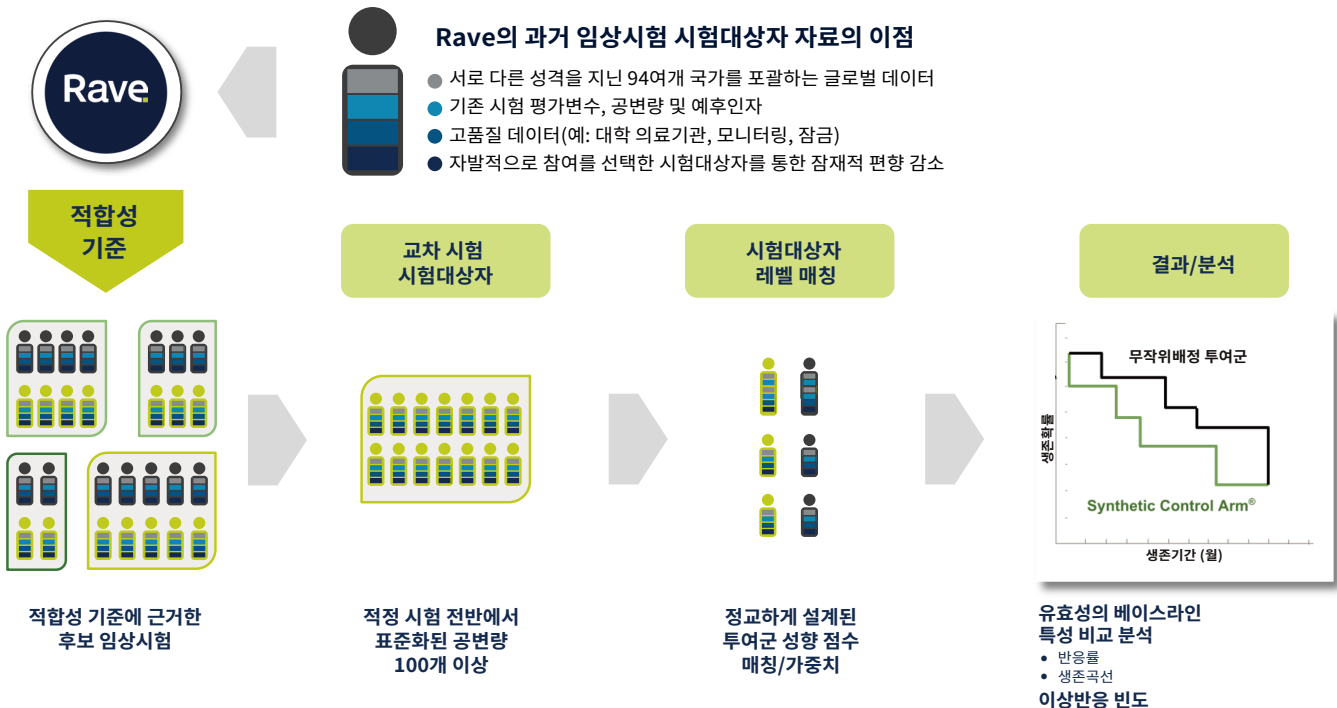 Rave
Rave의 과거 임상시험 시험대상자 자료의 이점
서로 다른 성격을 지닌 94여개 국가를 포괄하는 글로벌 데이터
기존 시험 평가변수, 공변량 및 예후인자
고품질 데이터(예: 대학 의료기관, 모니터링, 잠금)
자발적으로 참여를 선택한 시험대상자를 통한 잠재적 편향 감소
적합성
기준
교차 시험
시험대상자
시험대상자
레벨 매칭
결과/분석
무작위배정 투여군
생존확률
Synthetic Control Arm®
생존기간 (월)
적합성 기준에 근거한
후보 임상시험
적정 시험 전반에서
표준화된 공변량
100개 이상
정교하게 설계된
투여군 성향 점수
매칭/가중치
유효성의 베이스라인
특성 비교 분석
• 반응률
• 생존곡선
이상반응 빈도